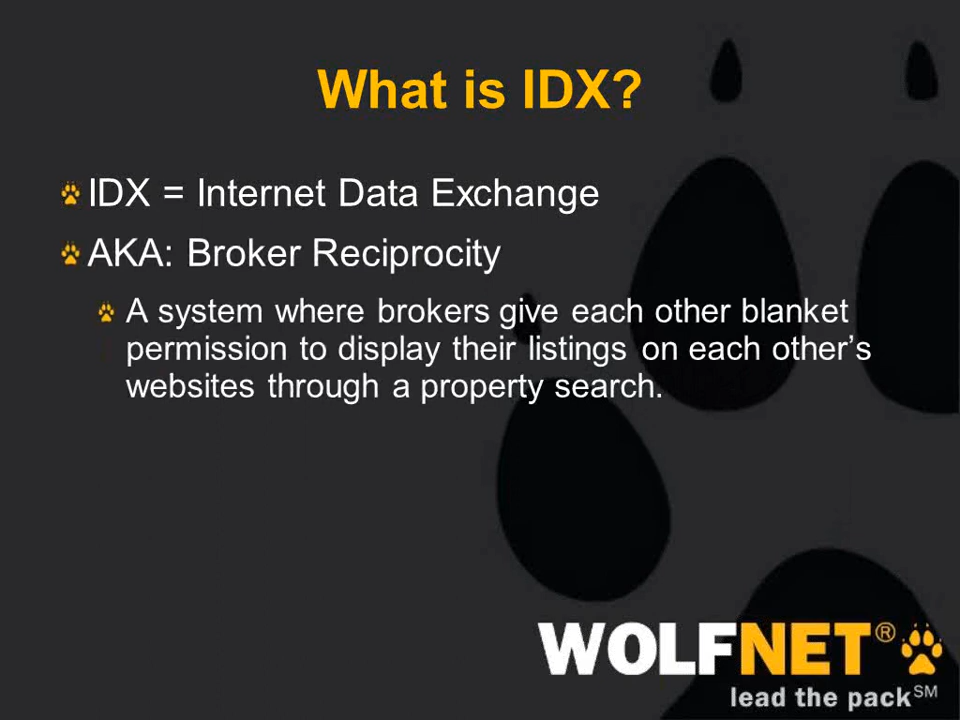 What is IDX?
IDX = Internet Data Exchange
AKA: Broker Reciprocity
A system where brokers give each other blanket
permission to display their listings on each other’s
websites through a property search.
WOLFNET®
lead the pack℠